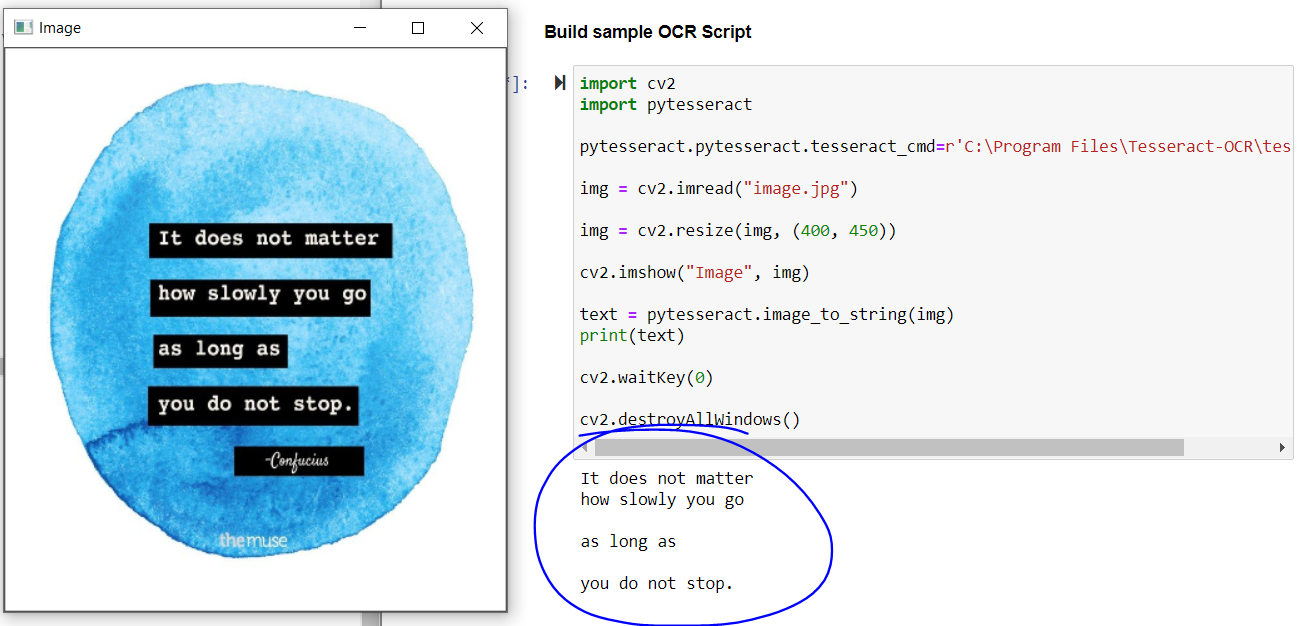 Image
It does not matter
how slowly you go
as long as
you do not stop.
-Confucius
themuse
Build sample OCR Script
]:
import cv2
import pytesseract
pytesseract.pytesseract.tesseract_cmd=r'C:\Program Files\Tesseract-OCR\tes
img = cv2.imread("image.jpg")
img = cv2.resize(img, (400, 450))
cv2.imshow("Image", img)
text = pytesseract.image_to_string(img)
print(text)
cv2.waitKey(0)
cv2.destroyAllWindows()
It does not matter
how slowly you go
as long as
you do not stop.